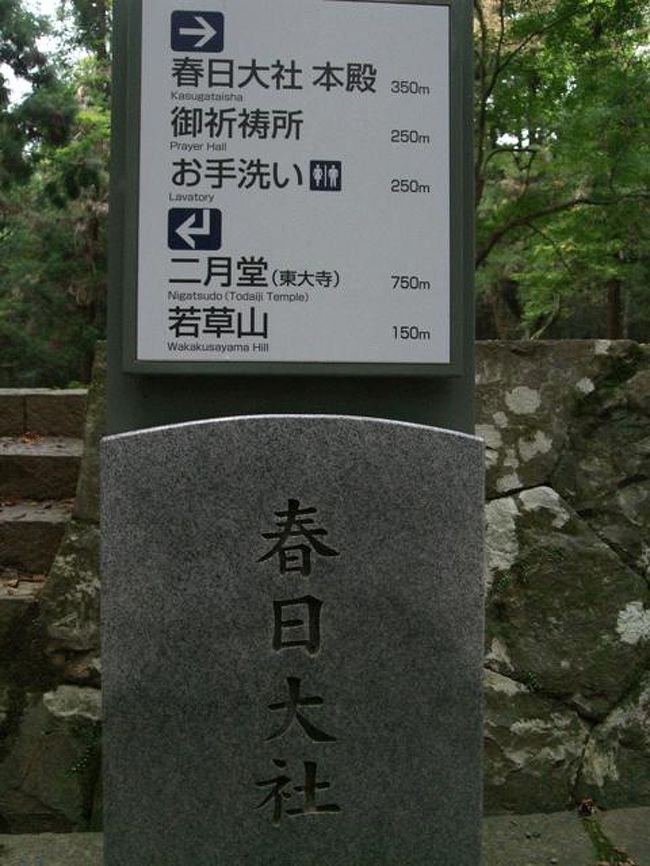 春日大社 本殿 350m
Kasugataisha
御祈祷所 250m
Prayer Hall
お手洗い 250m
Lavatory
二月堂(東大寺) 750m
Nigatsudo (Todaiji Temple)
若草山 150m
Wakakusayama Hill
春日大社